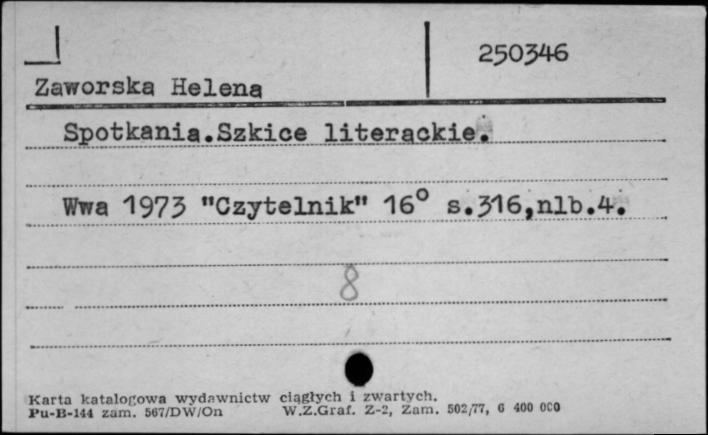 250346
Zaworska Helena
Spotkania.Szkice literackie.
Wwa 1973 "Czytelnik" 16° s.316,nlb.4.
8
Karta katalogowa wydawnictw ciągłych i zwartych.
Pu-B-144 zam. 567/DW/On W.Z.Graf. Z-2, Zam. 502/77, 6 400 000